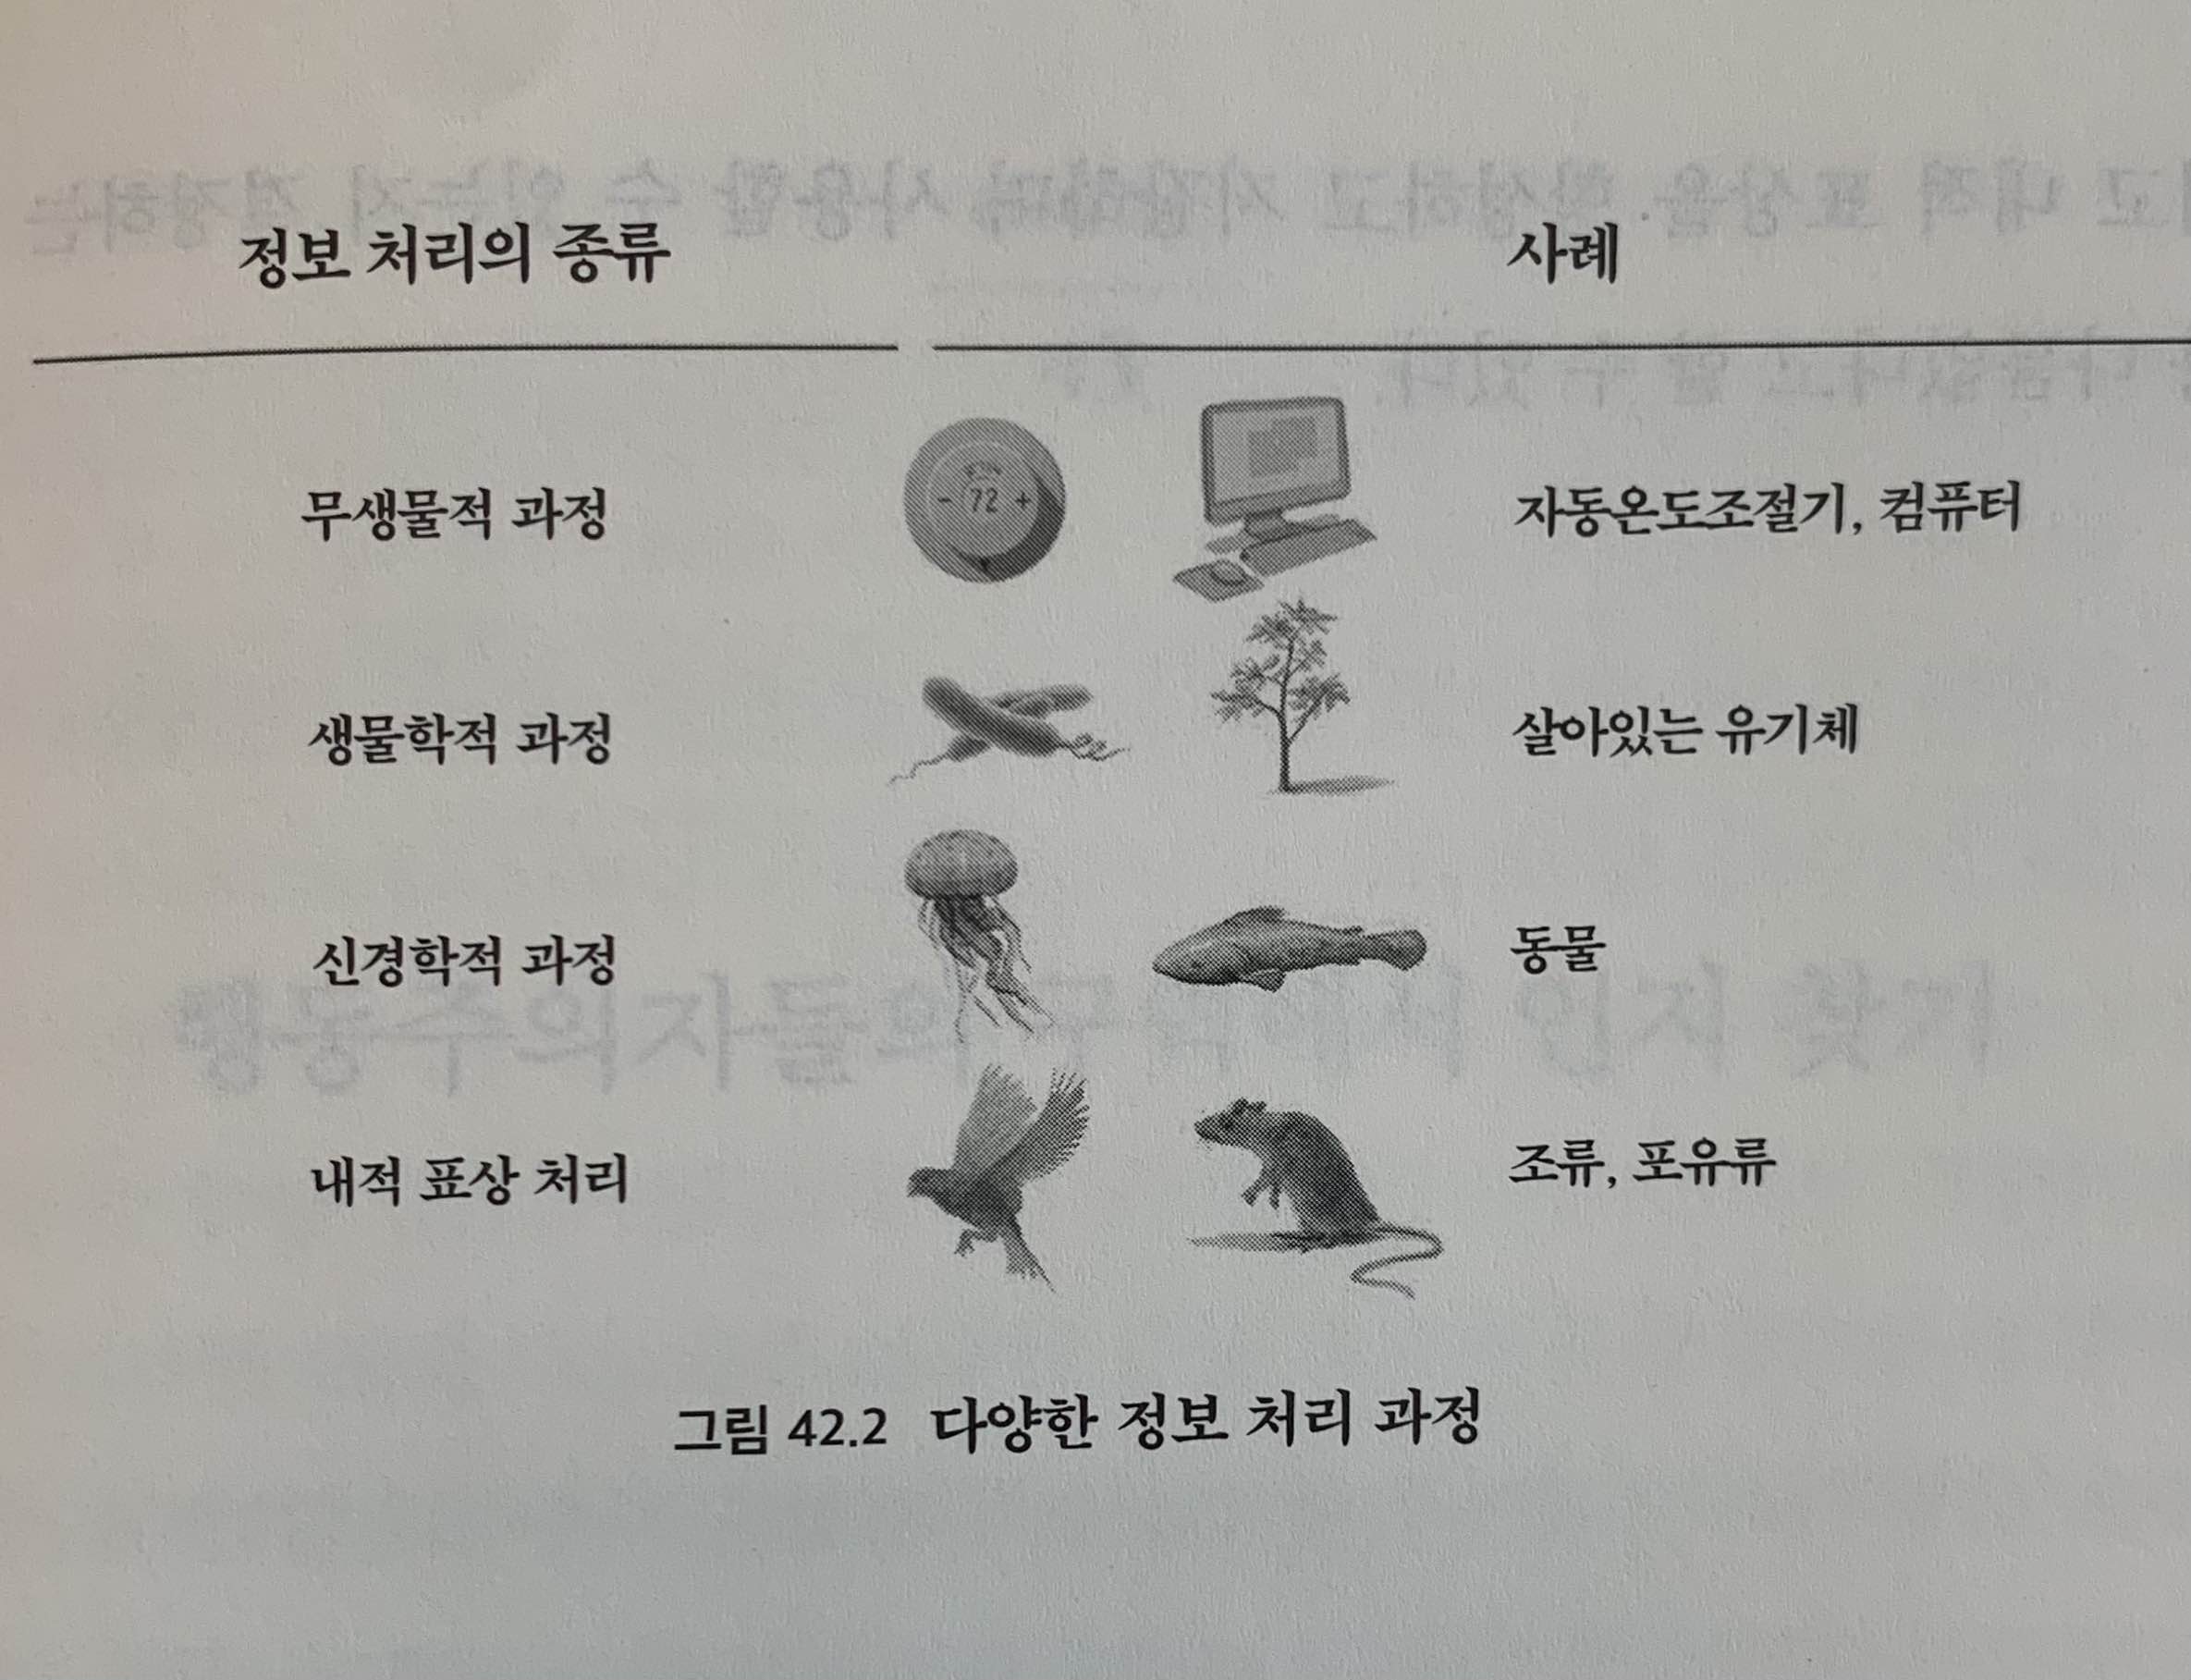 정보 처리의 종류 사례
무생물적 과정 - 72 + 자동온도조절기, 컴퓨터
생물학적 과정 살아있는 유기체
신경학적 과정 동물
내적 표상 처리 조류, 포유류
그림 42.2 다양한 정보 처리 과정